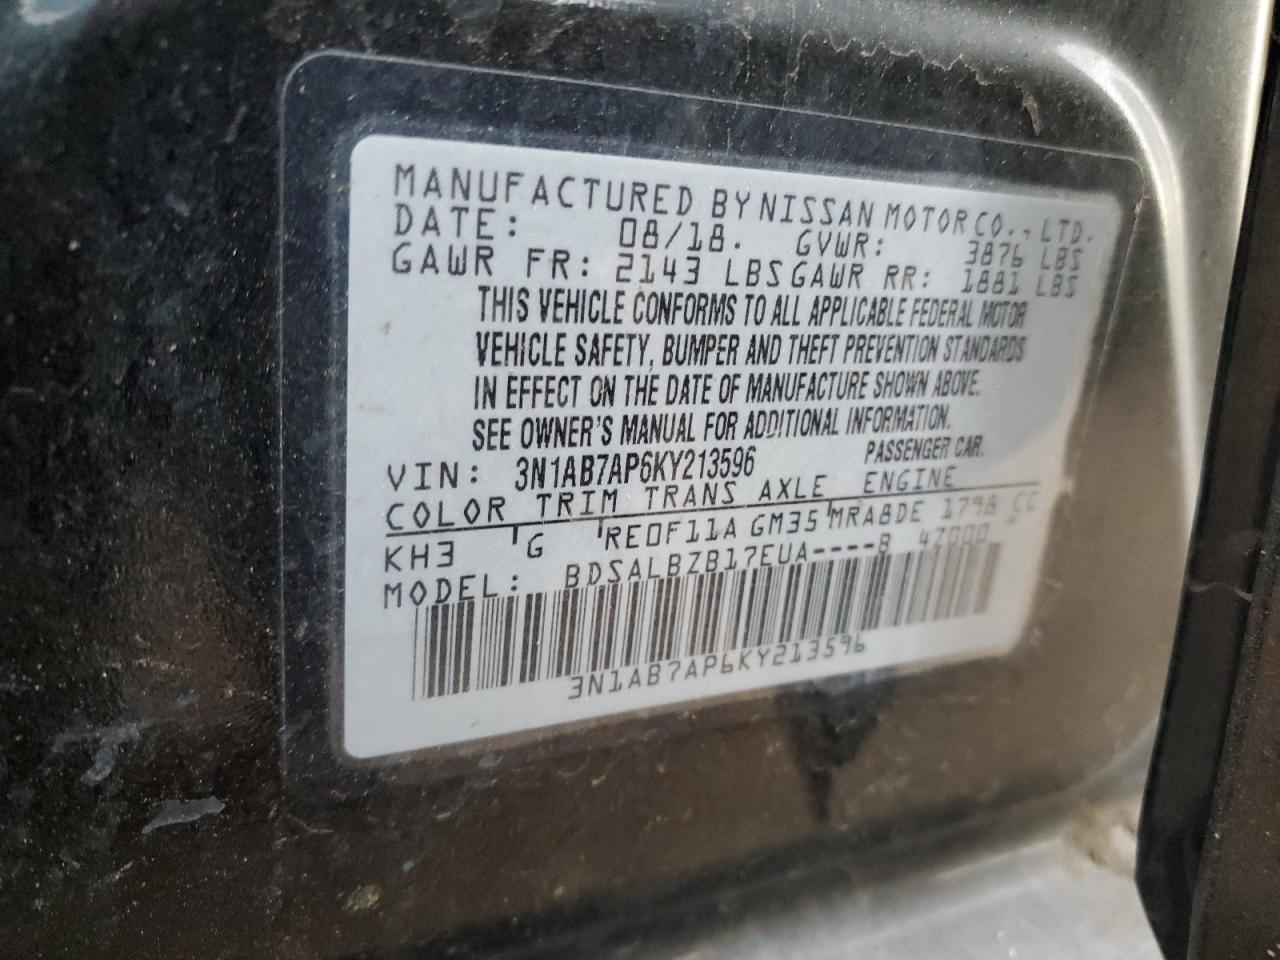 MANUFACTURED BY NISSAN MOTOR CO., LTD.
DATE: 08/18. GVWR: 3876 LBS
GAWR FR: 2143 LBS GAWR RR: 1881 LBS
THIS VEHICLE CONFORMS TO ALL APPLICABLE FEDERAL MOTOR
VEHICLE SAFETY, BUMPER AND THEFT PREVENTION STANDARDS
IN EFFECT ON THE DATE OF MANUFACTURE SHOWN ABOVE.
SEE OWNER'S MANUAL FOR ADDITIONAL INFORMATION.
VIN: 3N1AB7AP6KY213596 PASSENGER CAR.
COLOR TRIM TRANS AXLE ENGINE
KH3 G RE0F11A GM35 MRA8DE 1798 CC
MODEL: BDSALBZB17EUA----B 4Z000
3N1AB7AP6KY213596